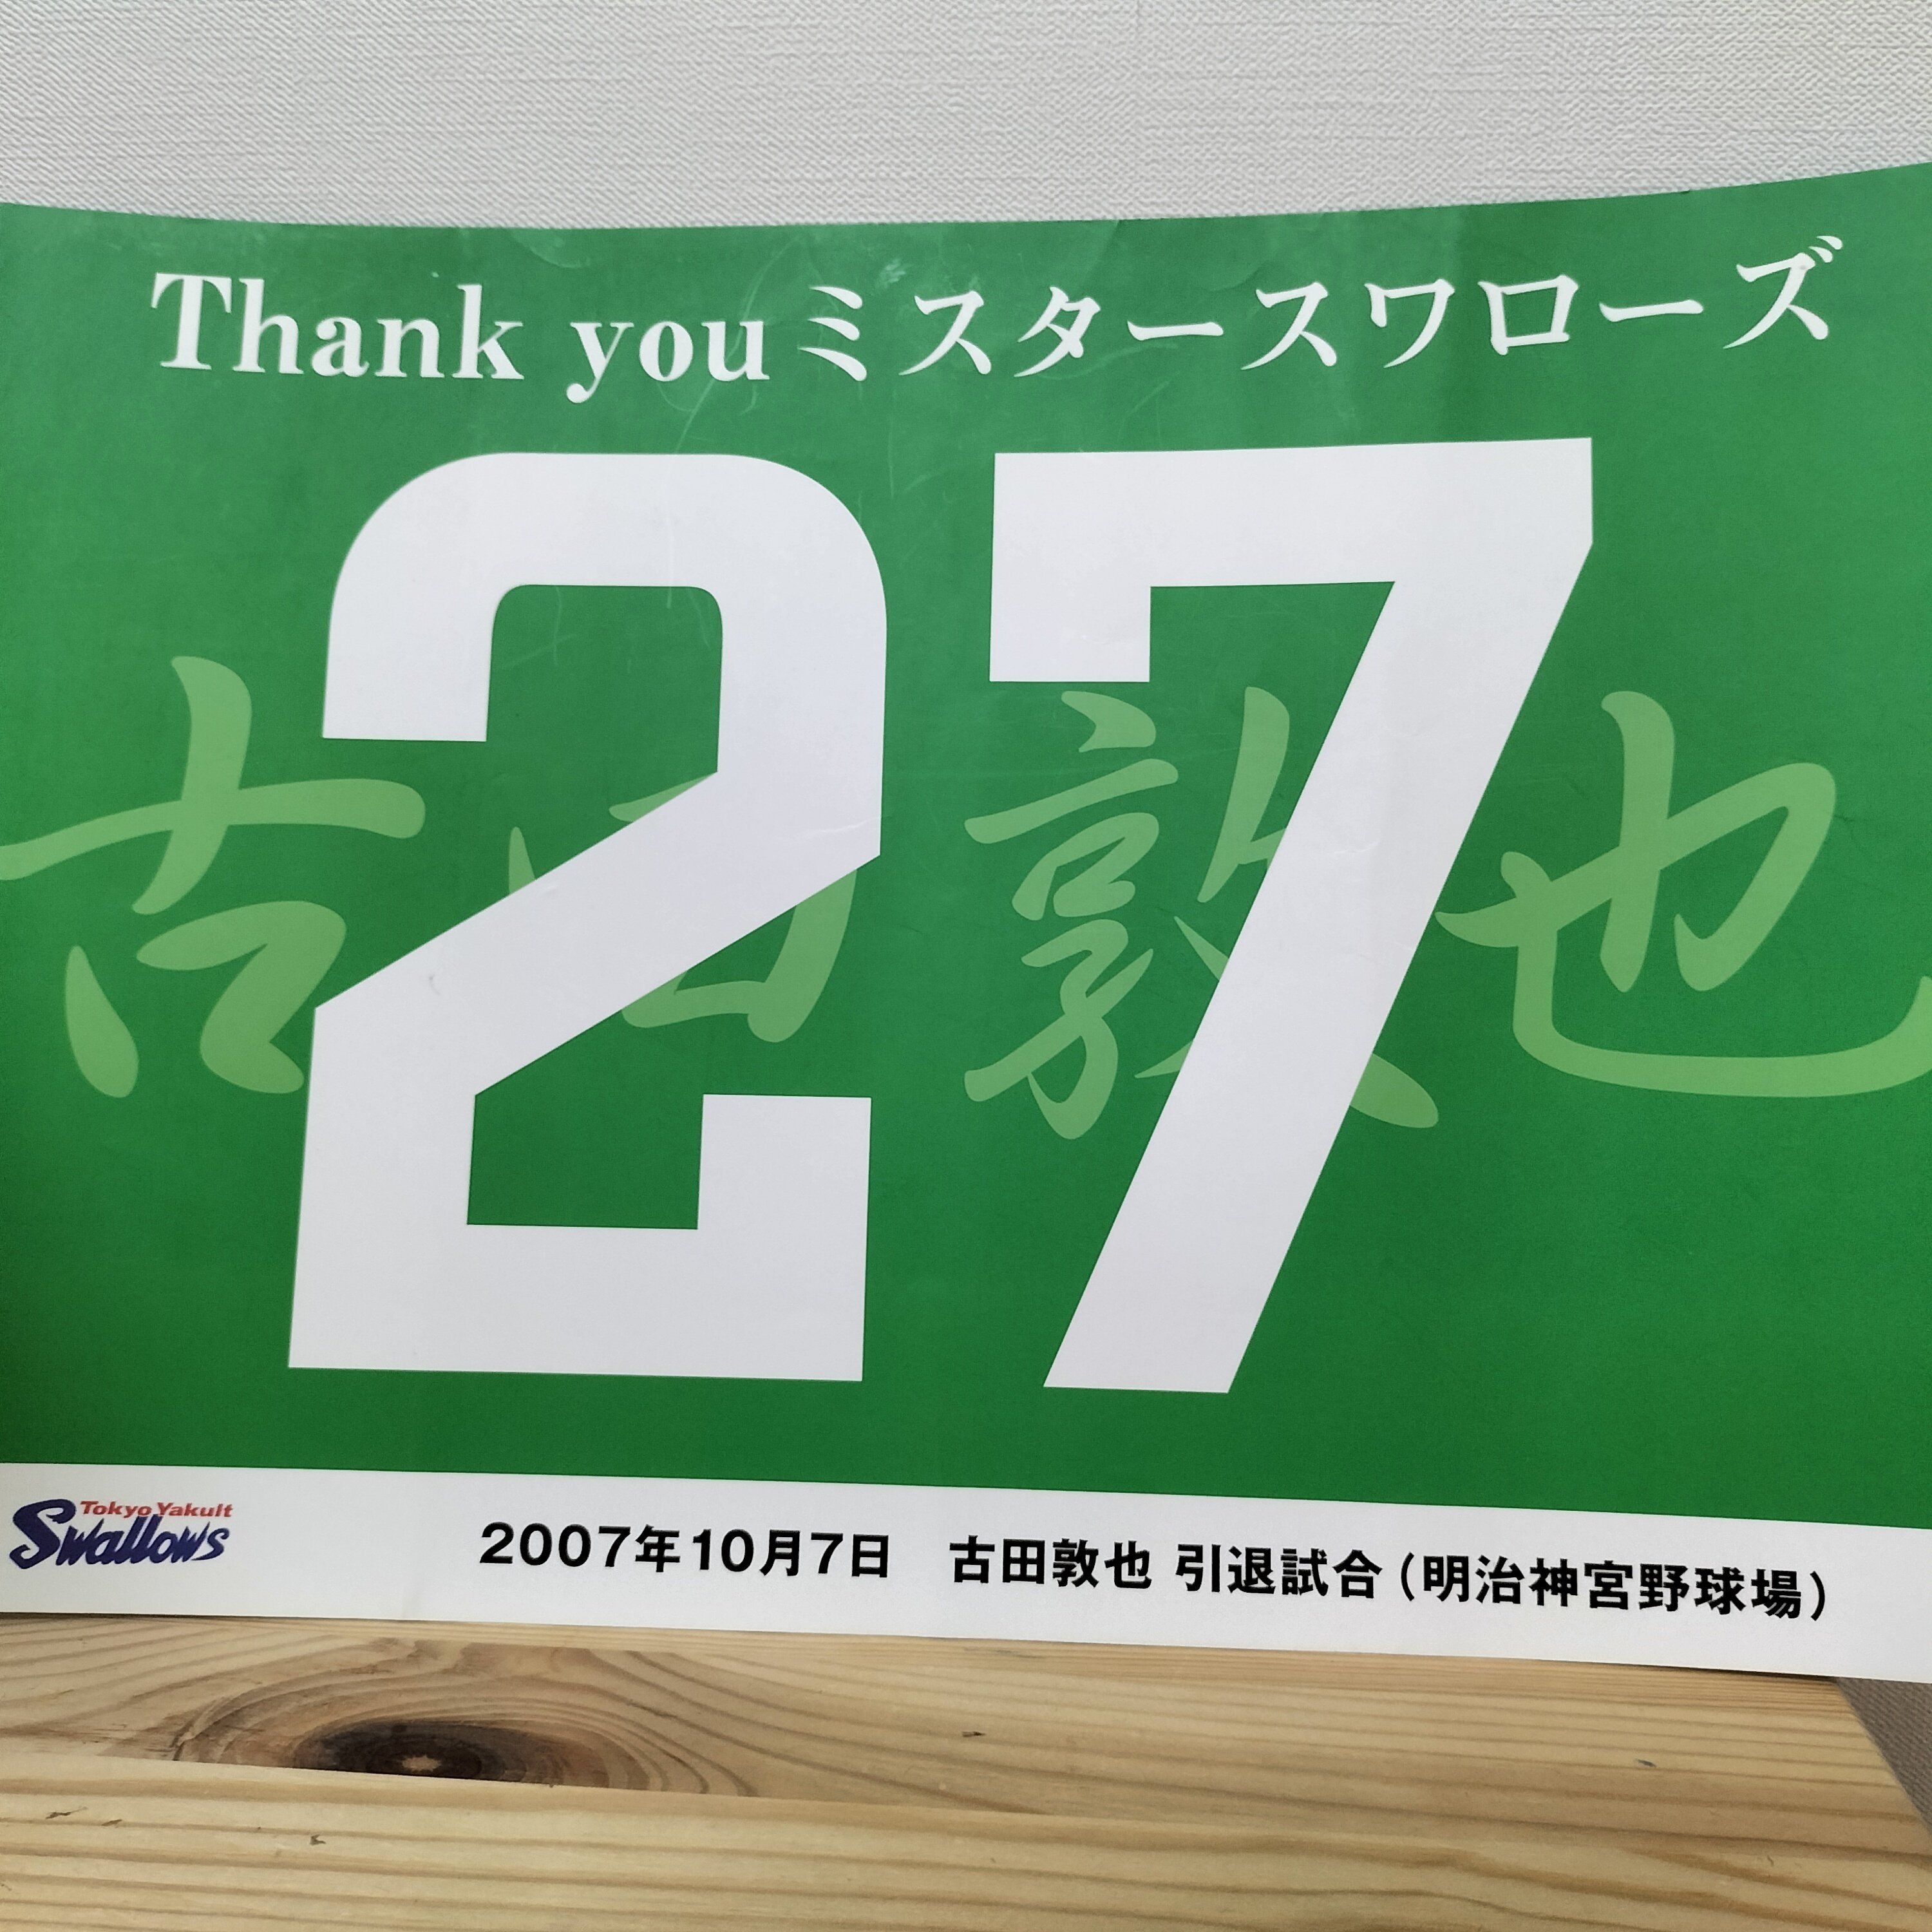 Thank you ミスタースワローズ
27
古田敦也
Tokyo Yakult
Swallows
2007年10月7日　古田敦也 引退試合(明治神宮野球場)